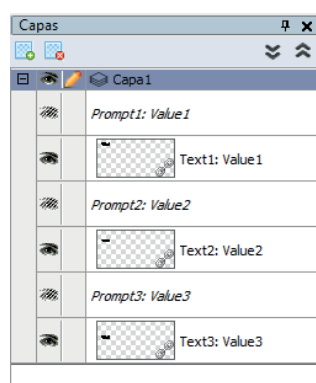 Capas
Capa1
Prompt1: Value1
Text1: Value1
Prompt2: Value2
Text2: Value2
Prompt3: Value3
Text3: Value3